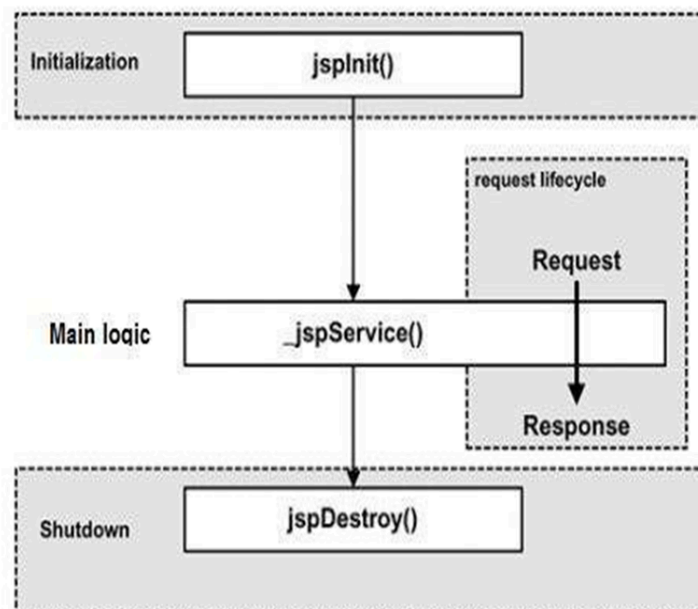 Initialization
jspInit()
request lifecycle
Request
Main logic
_jspService()
Response
jspDestroy()
Shutdown